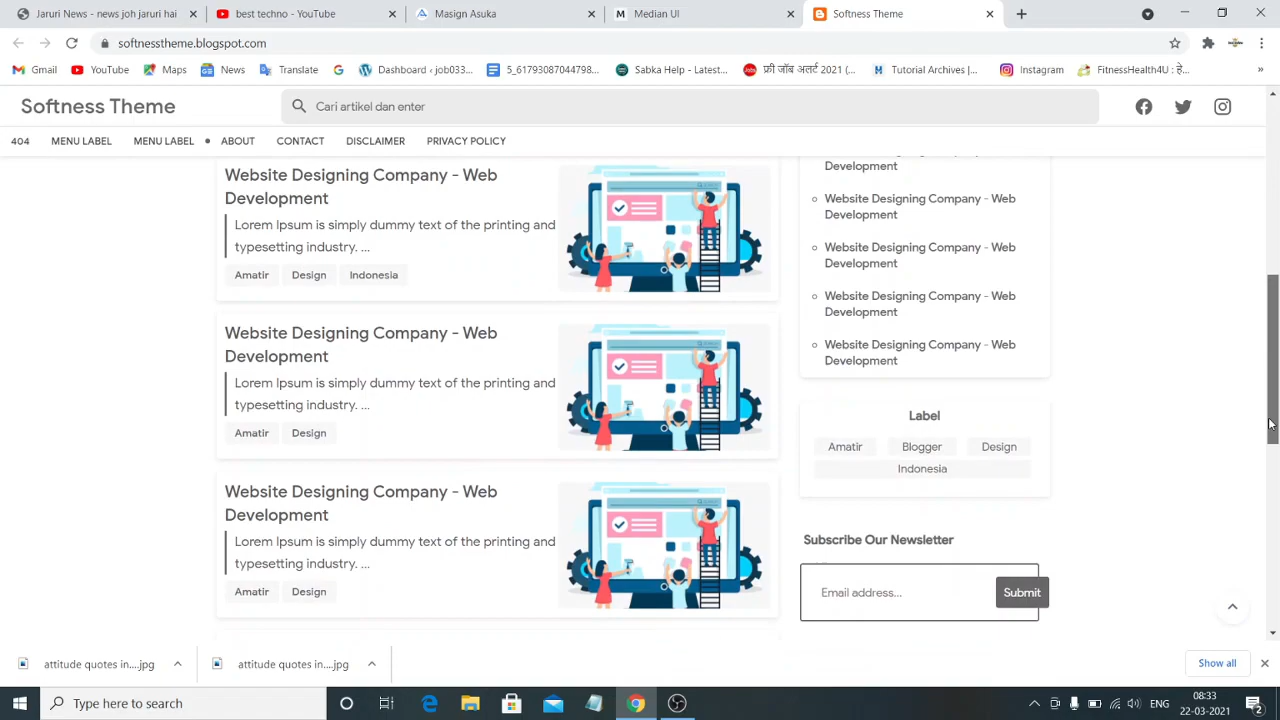 Jaruri News - new job jaruri ne
best techno - YouTube
Masign Asuka
Median UI
Softness Theme
softnesstheme.blogspot.com
Gmail
YouTube
Maps
News
Translate
Dashboard ‹ job033...
5_61793087044798...
Sabka Help - Latest...
फ्री जॉब अलर्ट 2021 (...
Tutorial Archives |...
Instagram
FitnessHealth4U : हे...
»
Softness Theme
Cari artikel dan enter
404
MENU LABEL
MENU LABEL
ABOUT
CONTACT
DISCLAIMER
PRIVACY POLICY
Website Designing Company - Web
Development
Lorem Ipsum is simply dummy text of the printing and
typesetting industry. ...
Amatir
Design
Indonesia
Website Designing Company - Web
Development
Lorem Ipsum is simply dummy text of the printing and
typesetting industry. ...
Amatir
Design
Website Designing Company - Web
Development
Lorem Ipsum is simply dummy text of the printing and
typesetting industry. ...
Amatir
Design
Development
Website Designing Company - Web
Development
Website Designing Company - Web
Development
Website Designing Company - Web
Development
Website Designing Company - Web
Development
Label
Amatir
Blogger
Design
Indonesia
Subscribe Our Newsletter
Email address...
Submit
attitude quotes in....jpg
attitude quotes in....jpg
Show all
Type here to search
ENG
08:33
22-03-2021
2